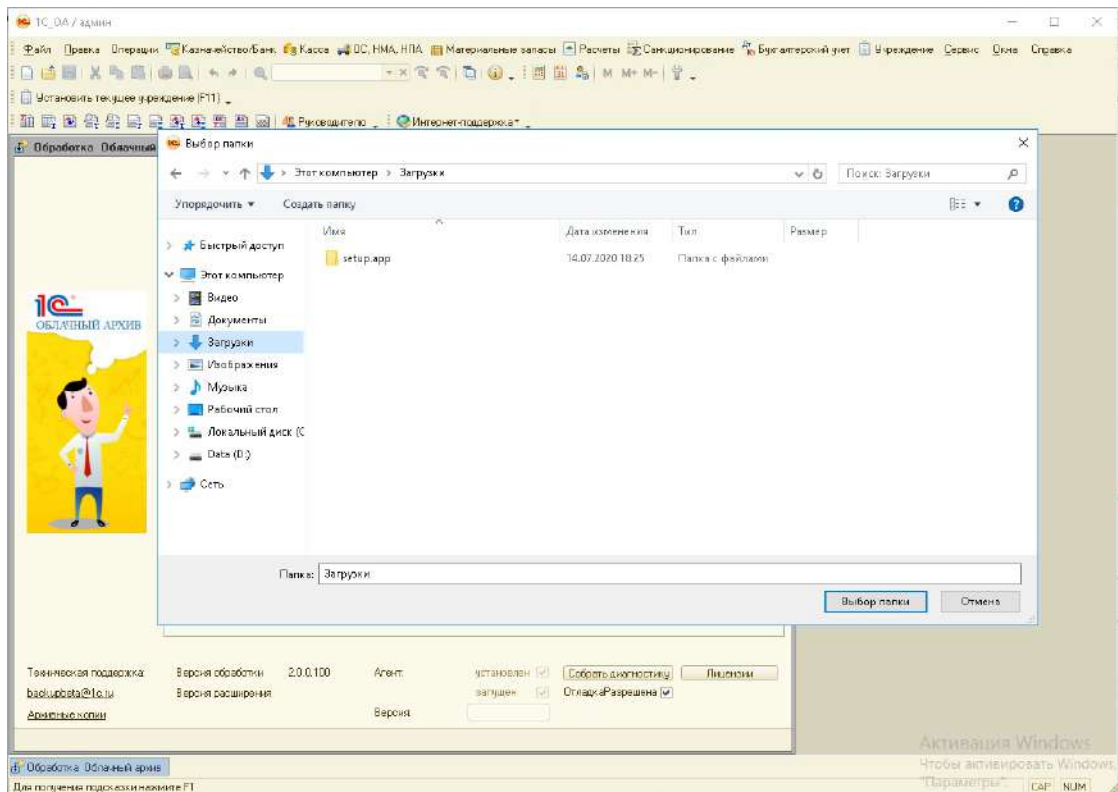 1С_ОА / админ
Файл Правка Операции Казначейство/Банк Касса ОС, НМА, НПА Материальные запасы Расчеты Санкционирование Бухгалтерский учет Учреждение Сервис Окна Справка
M M+ M-
Установить текущее учреждение (F11)
Руководителю Интернет-поддержка
Обработка Облачный
Выбор папки
Этот компьютер > Загрузки
Поиск: Загрузки
Упорядочить Создать папку
Имя Дата изменения Тип Размер
Быстрый доступ
setup.app 14.07.2020 18:25 Папка с файлами
Этот компьютер
Видео
Документы
Загрузки
Изображения
Музыка
Рабочий стол
Локальный диск (C
Data (D:)
Сеть
1С
ОБЛАЧНЫЙ АРХИВ
Папка: Загрузки
Выбор папки Отмена
Техническая поддержка: Версия обработки 2.0.0.100 Агент: установлен Собрать диагностику Лицензии
backupbeta@1c.ru Версия расширения запущен ОтладкаРазрешена
Архивные копии Версия:
Активация Windows
Чтобы активировать Windows,
"Параметры".
Обработка Облачный архив
Для получения подсказки нажмите F1
CAP NUM